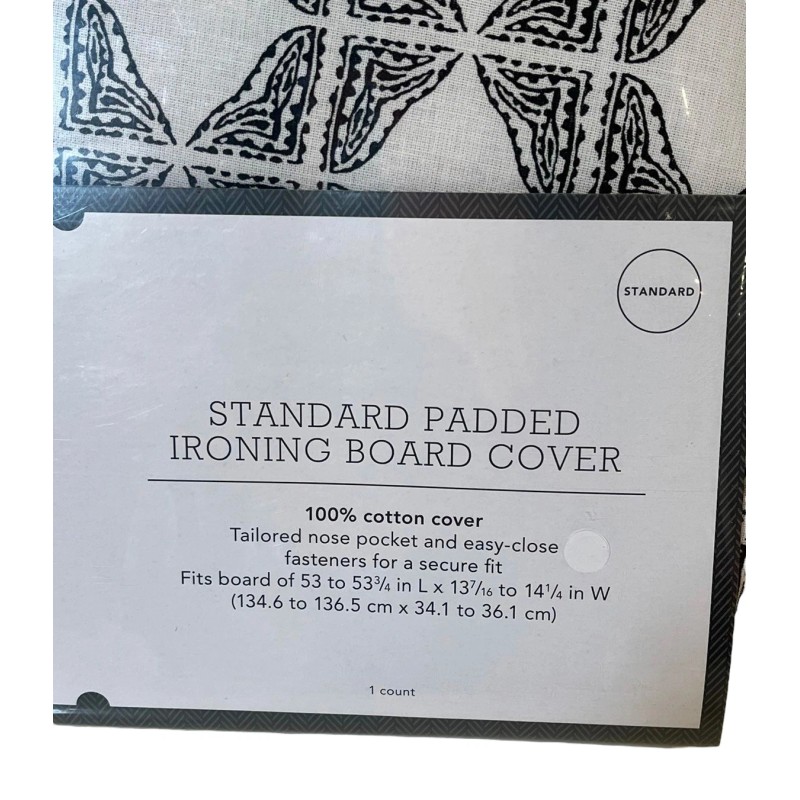 STANDARD
STANDARD PADDED
IRONING BOARD COVER
100% cotton cover
Tailored nose pocket and easy-close
fasteners for a secure fit
Fits board of 53 to 53¾ in L x 13⁷⁄₁₆ to 14¼ in W
(134.6 to 136.5 cm x 34.1 to 36.1 cm)
1 count